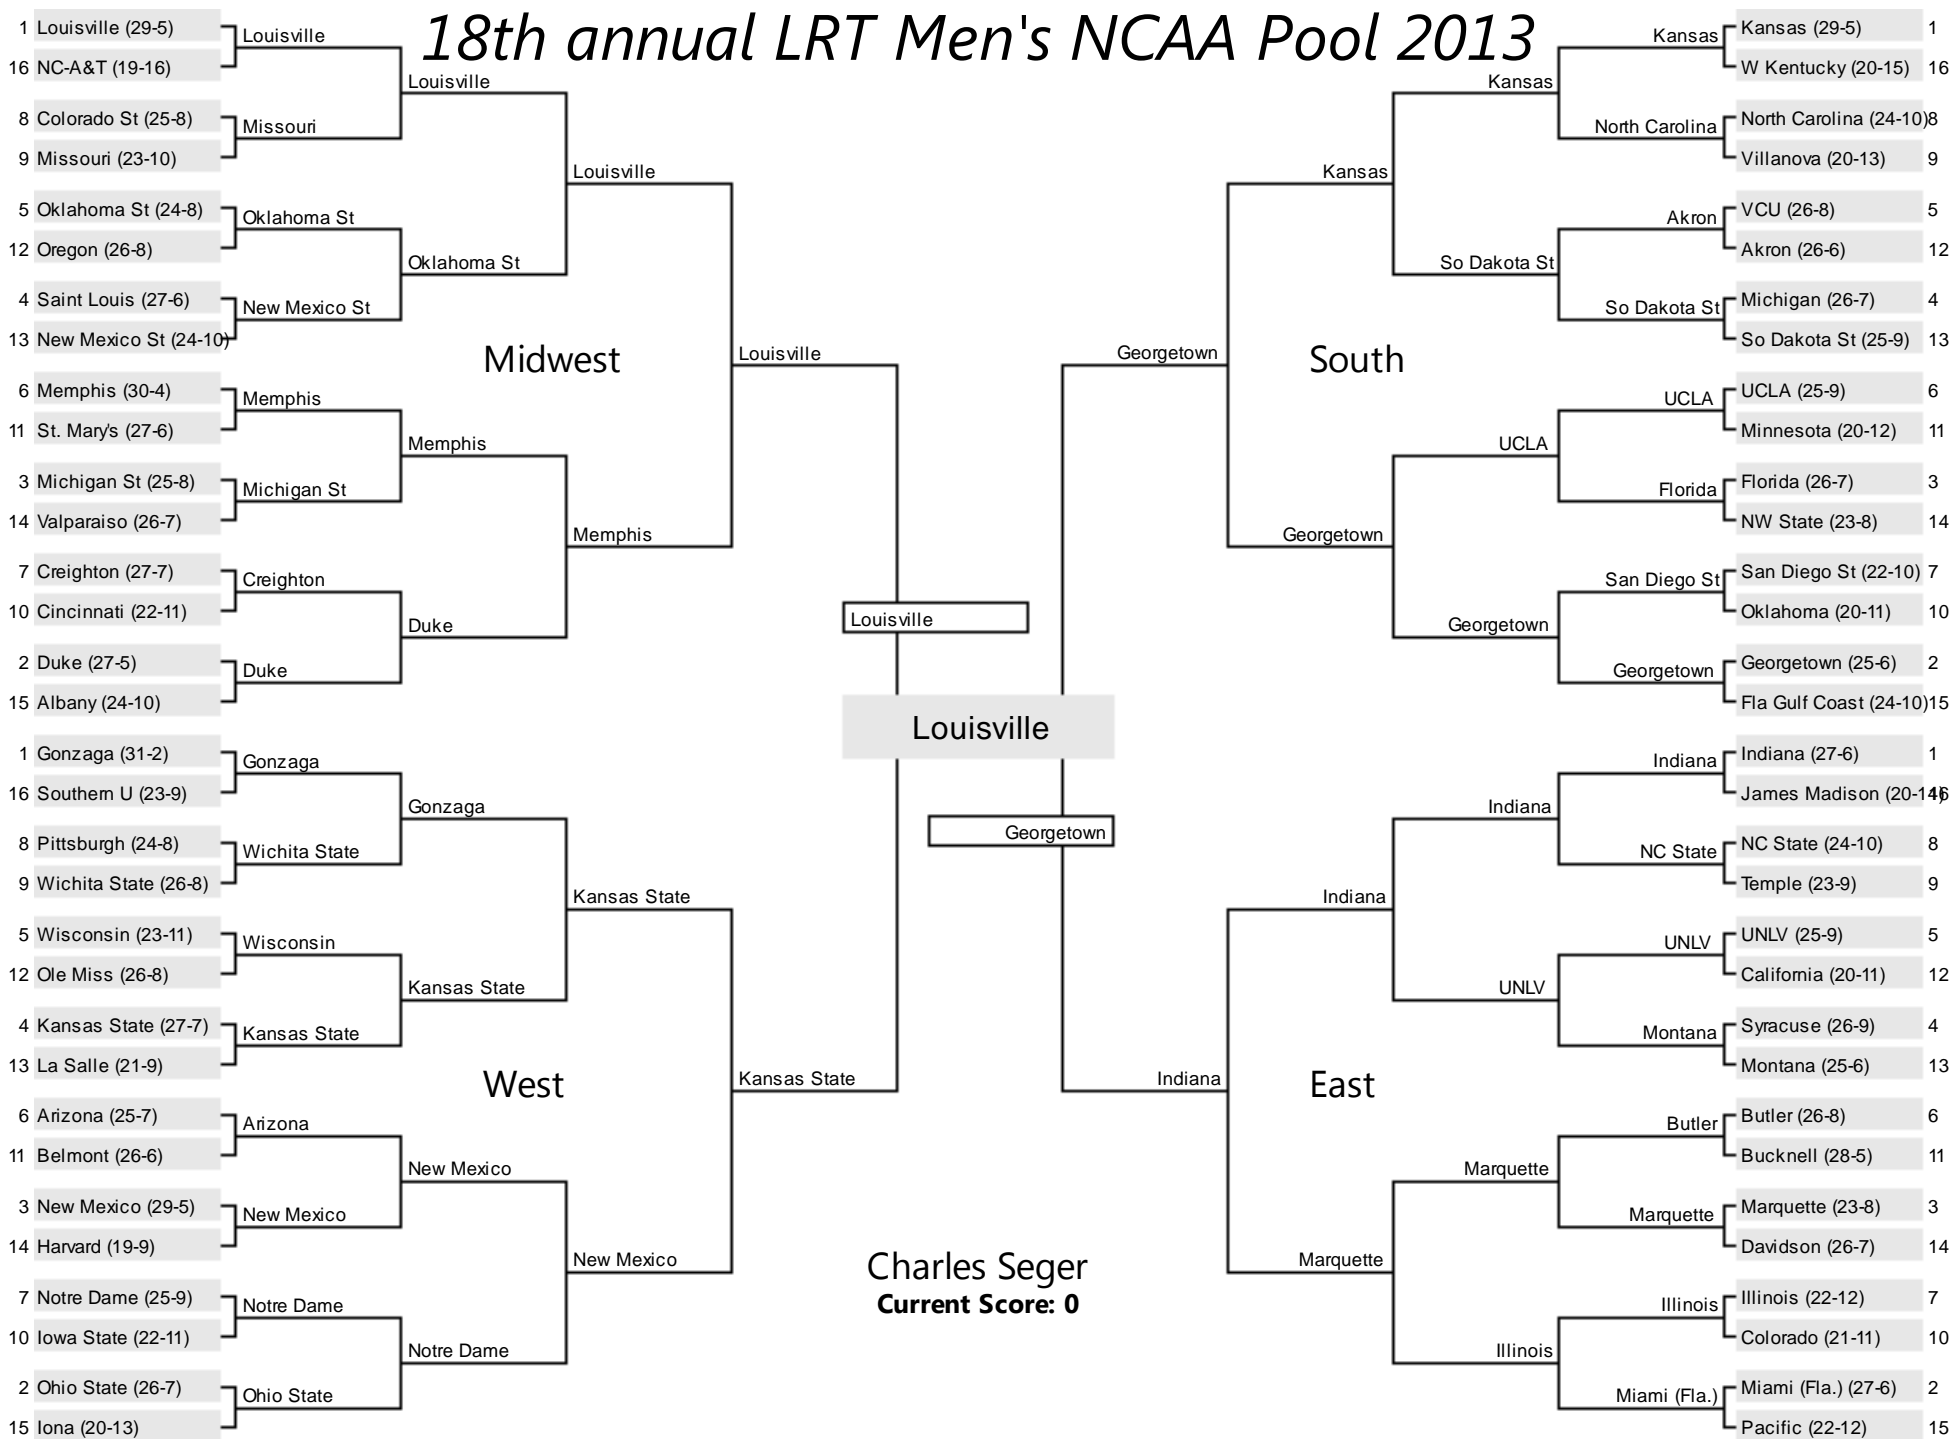 18th annual LRT Men's NCAA Pool 2013
1 Louisville (29-5)
16 NC-A&T (19-16)
8 Colorado St (25-8)
9 Missouri (23-10)
5 Oklahoma St (24-8)
12 Oregon (26-8)
4 Saint Louis (27-6)
13 New Mexico St (24-10)
6 Memphis (30-4)
11 St. Mary's (27-6)
3 Michigan St (25-8)
14 Valparaiso (26-7)
7 Creighton (27-7)
10 Cincinnati (22-11)
2 Duke (27-5)
15 Albany (24-10)
Louisville
Missouri
Oklahoma St
New Mexico St
Memphis
Michigan St
Creighton
Duke
Louisville
Oklahoma St
Memphis
Duke
Louisville
Memphis
Midwest
Louisville
1 Gonzaga (31-2)
16 Southern U (23-9)
8 Pittsburgh (24-8)
9 Wichita State (26-8)
5 Wisconsin (23-11)
12 Ole Miss (26-8)
4 Kansas State (27-7)
13 La Salle (21-9)
6 Arizona (25-7)
11 Belmont (26-6)
3 New Mexico (29-5)
14 Harvard (19-9)
7 Notre Dame (25-9)
10 Iowa State (22-11)
2 Ohio State (26-7)
15 Iona (20-13)
Gonzaga
Wichita State
Wisconsin
Kansas State
Arizona
New Mexico
Notre Dame
Ohio State
Gonzaga
Kansas State
New Mexico
Notre Dame
Kansas State
New Mexico
West
Kansas State
Louisville
Louisville
Georgetown
Charles Seger
Current Score: 0
Kansas (29-5) 1
W Kentucky (20-15) 16
North Carolina (24-10) 8
Villanova (20-13) 9
VCU (26-8) 5
Akron (26-6) 12
Michigan (26-7) 4
So Dakota St (25-9) 13
UCLA (25-9) 6
Minnesota (20-12) 11
Florida (26-7) 3
NW State (23-8) 14
San Diego St (22-10) 7
Oklahoma (20-11) 10
Georgetown (25-6) 2
Fla Gulf Coast (24-10) 15
Kansas
North Carolina
Akron
So Dakota St
UCLA
Florida
San Diego St
Georgetown
Kansas
So Dakota St
UCLA
Georgetown
Kansas
Georgetown
South
Georgetown
Indiana (27-6) 1
James Madison (20-14) 16
NC State (24-10) 8
Temple (23-9) 9
UNLV (25-9) 5
California (20-11) 12
Syracuse (26-9) 4
Montana (25-6) 13
Butler (26-8) 6
Bucknell (28-5) 11
Marquette (23-8) 3
Davidson (26-7) 14
Illinois (22-12) 7
Colorado (21-11) 10
Miami (Fla.) (27-6) 2
Pacific (22-12) 15
Indiana
NC State
UNLV
Montana
Butler
Marquette
Illinois
Miami (Fla.)
Indiana
UNLV
Marquette
Illinois
Indiana
Marquette
East
Indiana